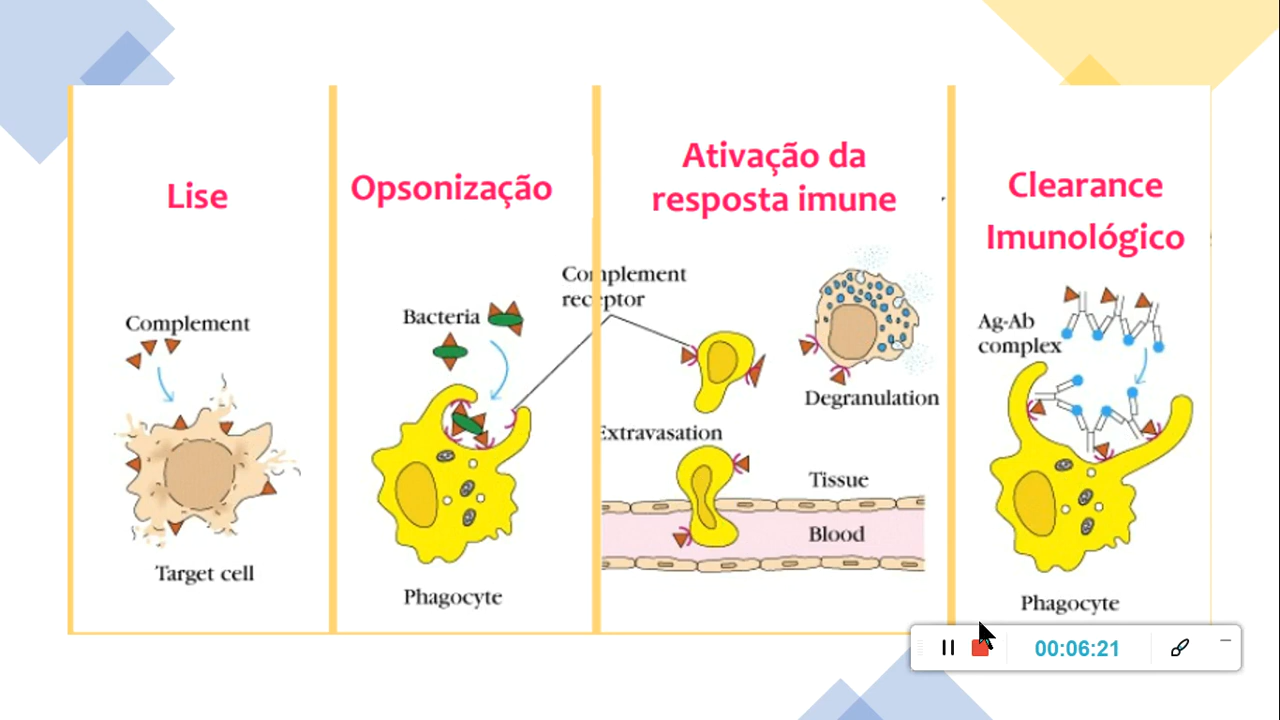 Lise
Complement
Target cell
Opsonização
Bacteria
Phagocyte
Ativação da
resposta imune
Complement
receptor
Degranulation
Extravasation
Tissue
Blood
Clearance
Imunológico
Ag-Ab
complex
Phagocyte
00:06:21